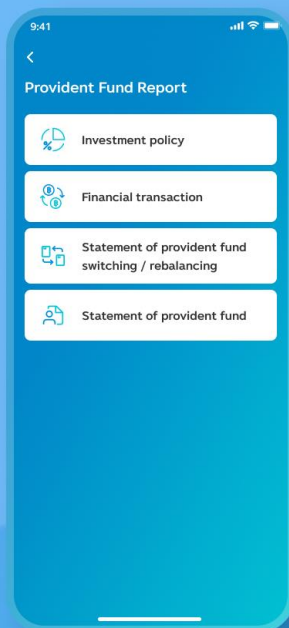 9:41
Provident Fund Report
Investment policy
Financial transaction
Statement of provident fund
switching / rebalancing
Statement of provident fund